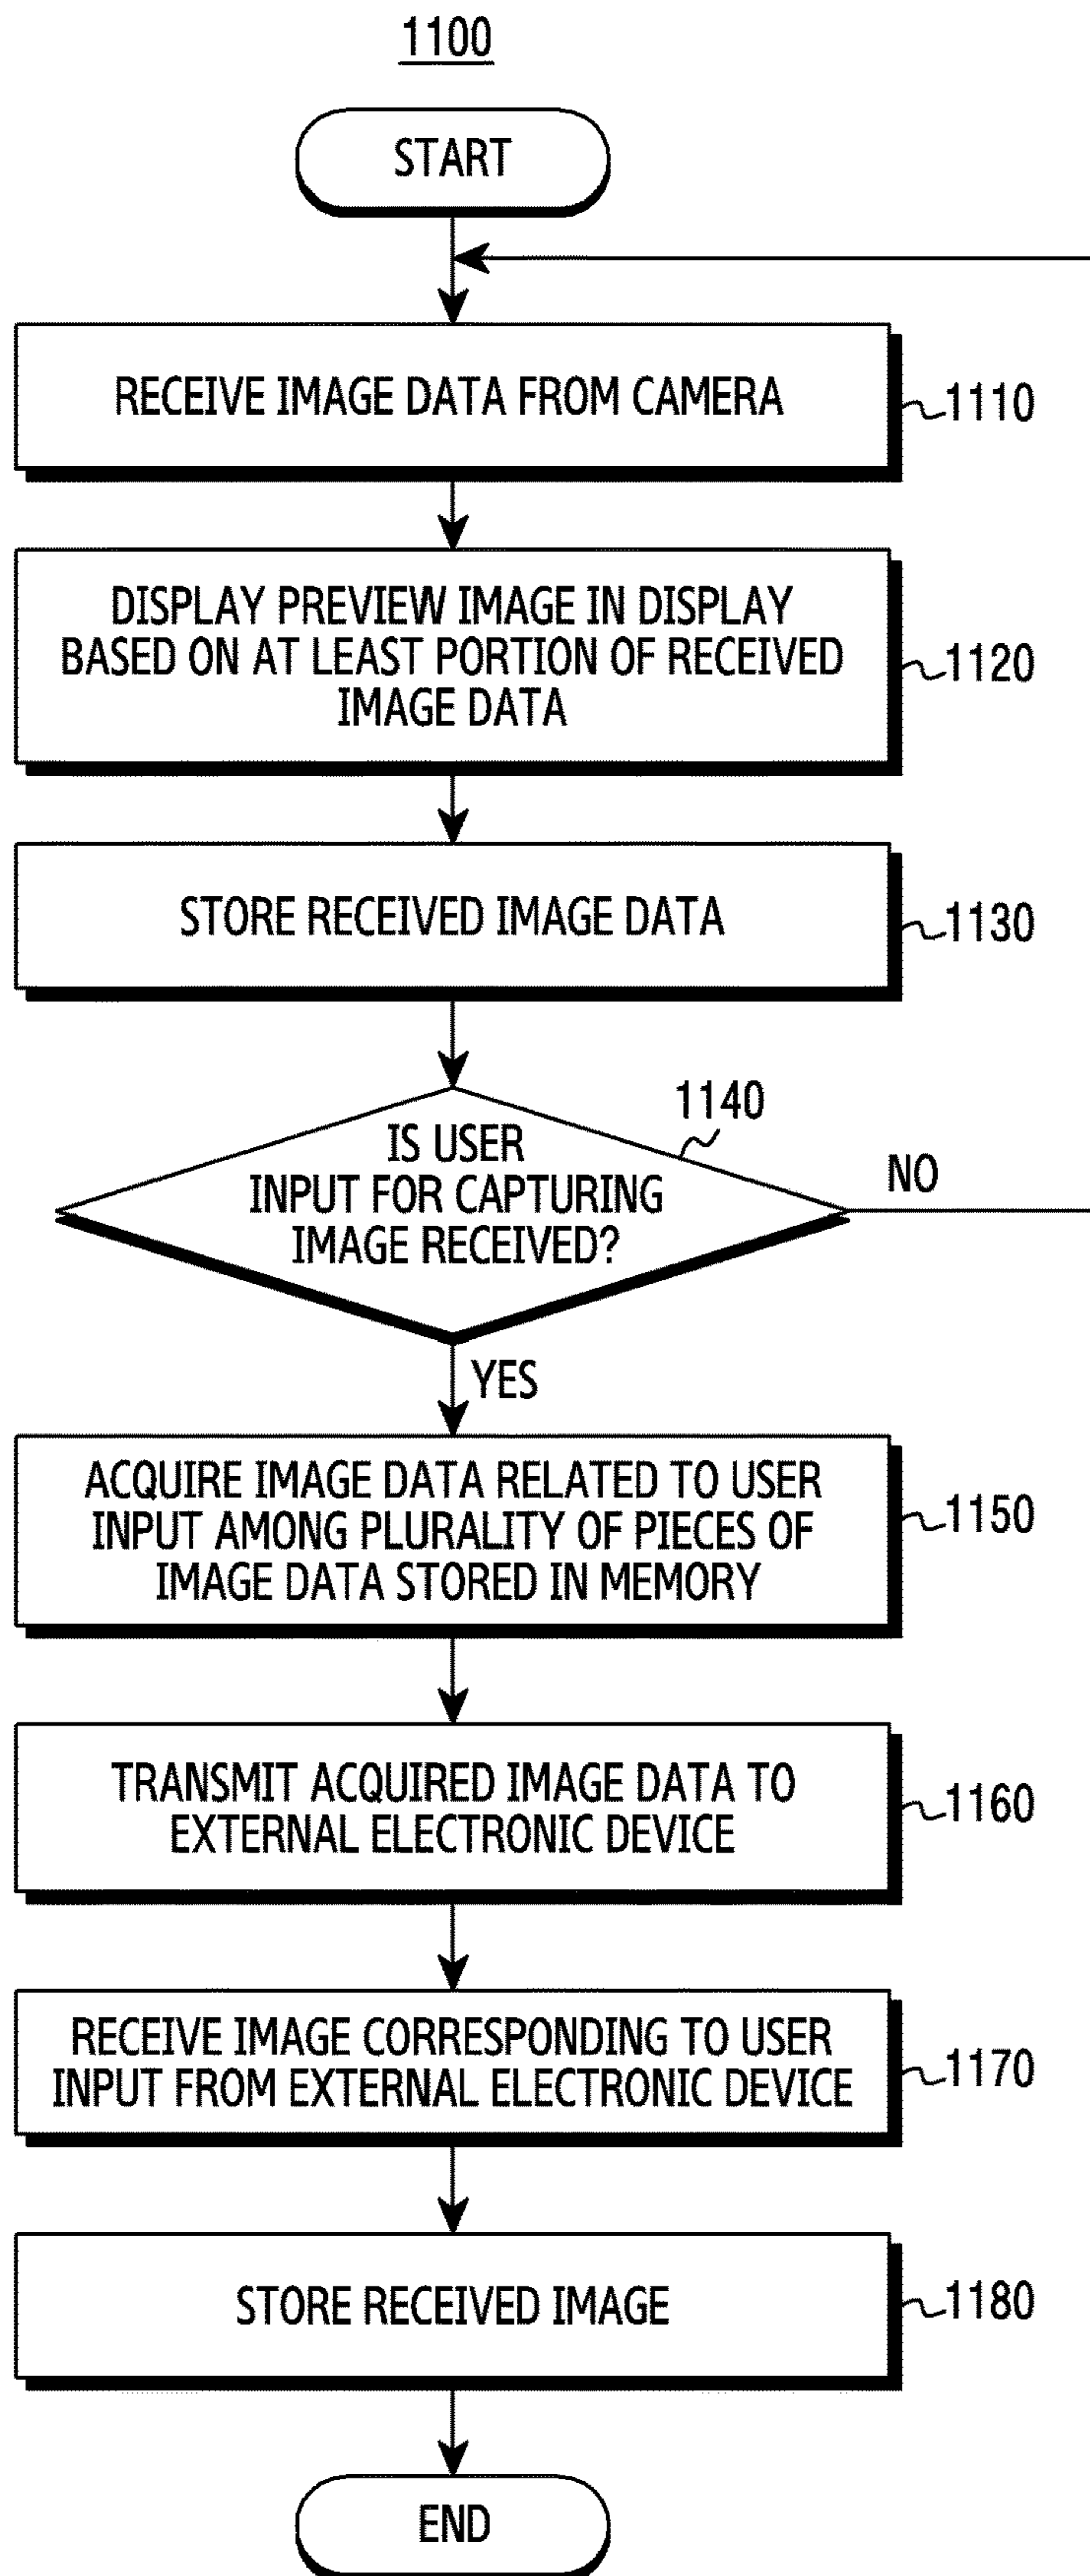 1100
START
RECEIVE IMAGE DATA FROM CAMERA
1110
DISPLAY PREVIEW IMAGE IN DISPLAY
BASED ON AT LEAST PORTION OF RECEIVED
IMAGE DATA
1120
STORE RECEIVED IMAGE DATA
1130
1140
IS USER
INPUT FOR CAPTURING
IMAGE RECEIVED?
NO
YES
ACQUIRE IMAGE DATA RELATED TO USER
INPUT AMONG PLURALITY OF PIECES OF
IMAGE DATA STORED IN MEMORY
1150
TRANSMIT ACQUIRED IMAGE DATA TO
EXTERNAL ELECTRONIC DEVICE
1160
RECEIVE IMAGE CORRESPONDING TO USER
INPUT FROM EXTERNAL ELECTRONIC DEVICE
1170
STORE RECEIVED IMAGE
1180
END